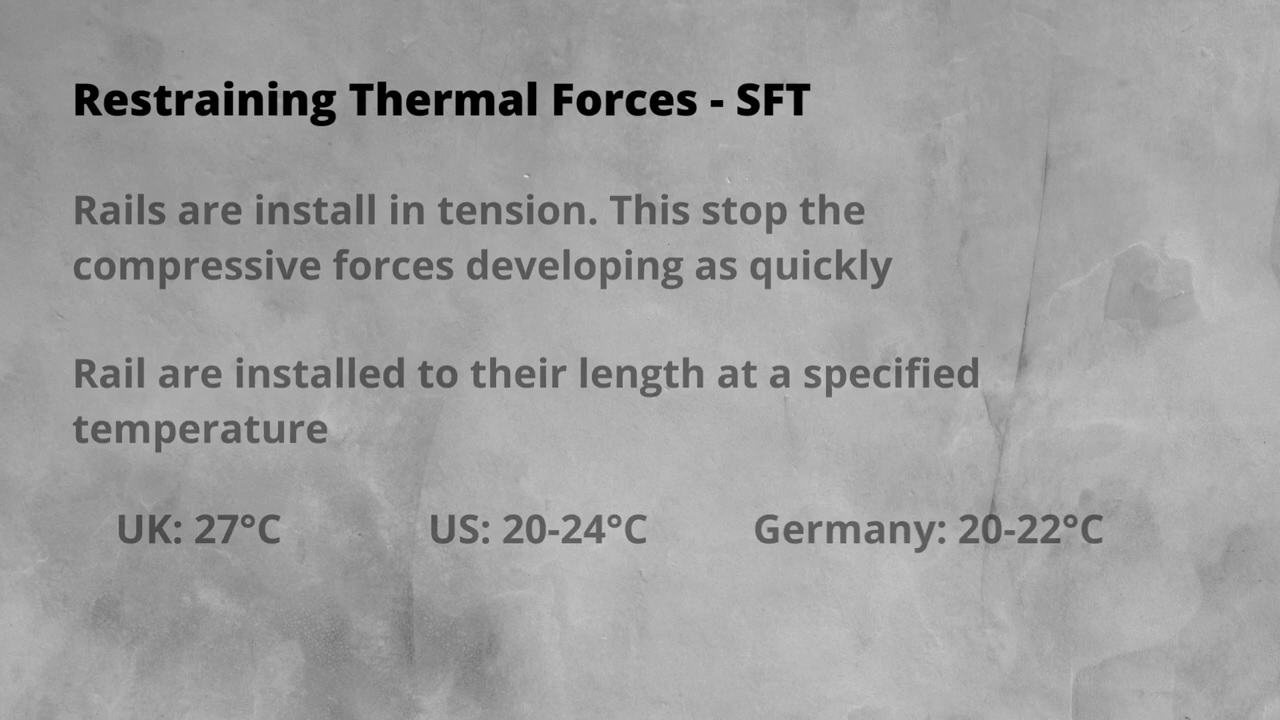 Restraining Thermal Forces - SFT
Rails are install in tension. This stop the
compressive forces developing as quickly
Rail are installed to their length at a specified
temperature
UK: 27°C US: 20-24°C Germany: 20-22°C